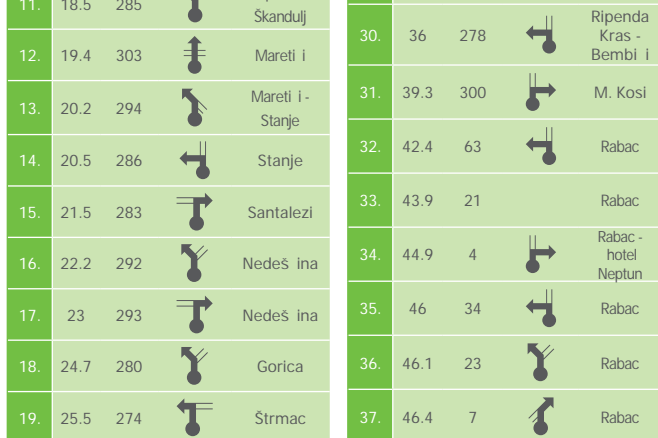 11. 18.5 285
Škandulj
12. 19.4 303 Mareti i
13. 20.2 294 Mareti i -
Stanje
14. 20.5 286 Stanje
15. 21.5 283 Santalezi
16. 22.2 292 Nedeš ina
17. 23 293 Nedeš ina
18. 24.7 280 Gorica
19. 25.5 274 Štrmac
30. 36 278 Ripenda
Kras -
Bembi i
31. 39.3 300 M. Kosi
32. 42.4 63 Rabac
33. 43.9 21 Rabac
34. 44.9 4 Rabac -
hotel
Neptun
35. 46 34 Rabac
36. 46.1 23 Rabac
37. 46.4 7 Rabac